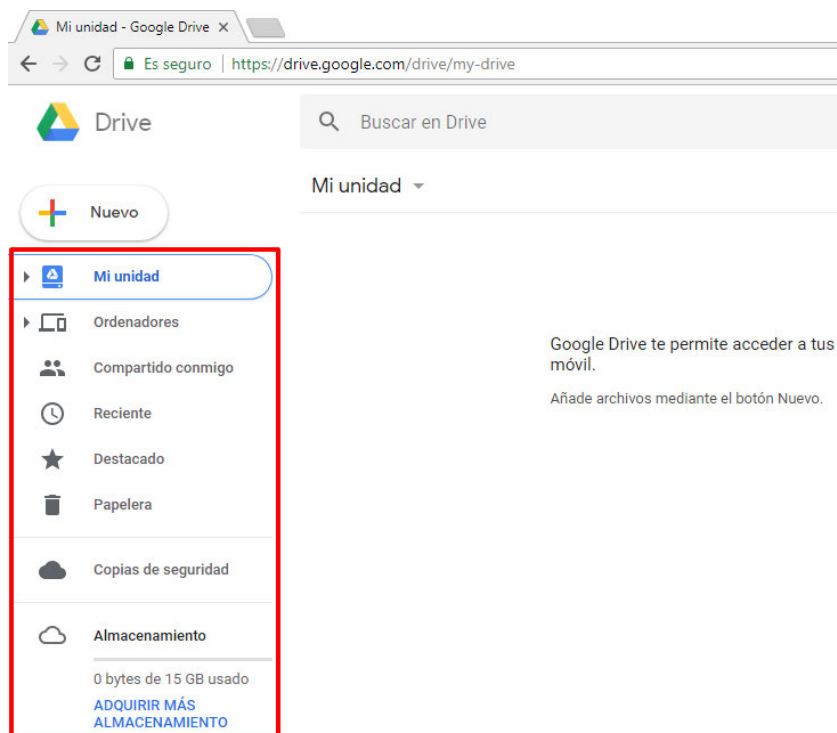 Mi unidad - Google Drive
Es seguro | https://drive.google.com/drive/my-drive
Drive
Buscar en Drive
Mi unidad
Nuevo
Mi unidad
Ordenadores
Compartido conmigo
Reciente
Destacado
Papelera
Copias de seguridad
Almacenamiento
0 bytes de 15 GB usado
ADQUIRIR MÁS
ALMACENAMIENTO
Google Drive te permite acceder a tus
móvil.
Añade archivos mediante el botón Nuevo.